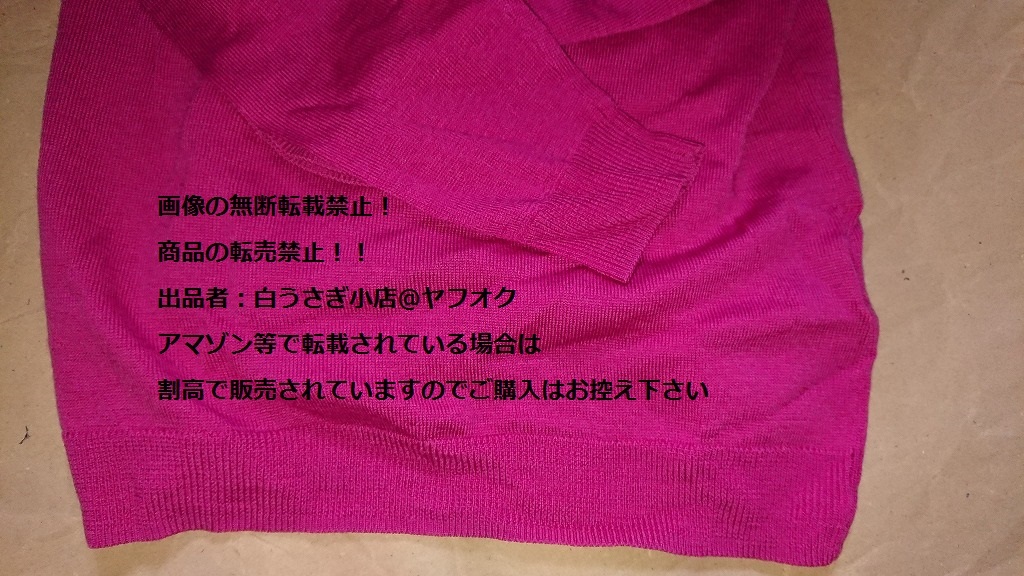 画像の無断転載禁止！
商品の転売禁止！！
出品者：白うさぎ小店@ヤフオク
アマゾン等で転載されている場合は
割高で販売されていますのでご購入はお控え下さい